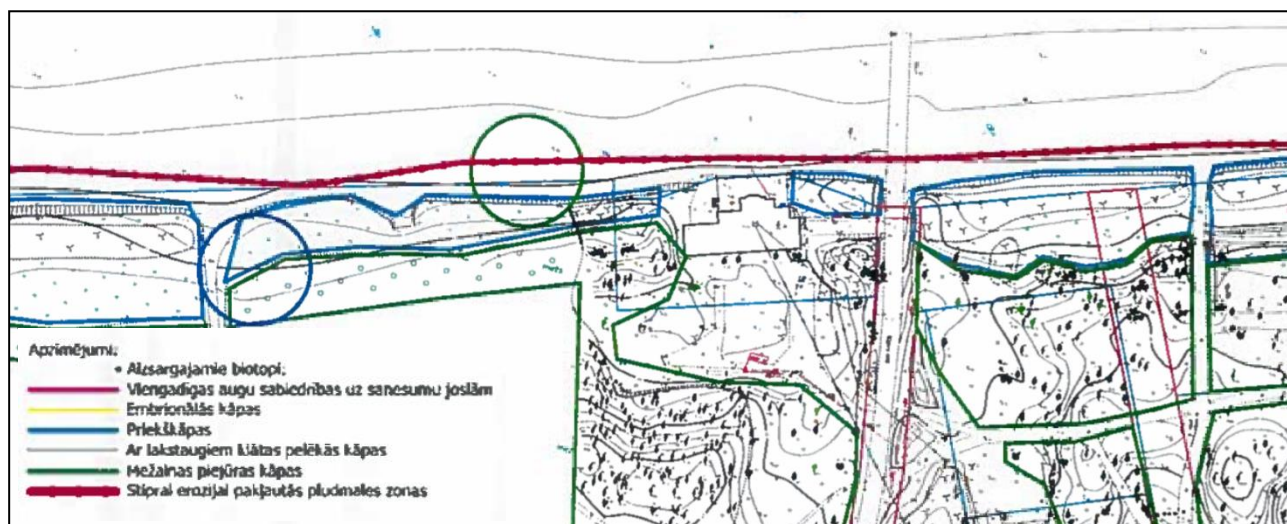 Apzīmējumi:
• Aizsargajamie biotopi:
Viengadīgas augu sabiedrības uz sanesumu joslām
Embrionālās kāpas
Priekškāpas
Ar lakstaugiem klātas pelēkās kāpas
Mežainas piejūras kāpas
Stiprai erozijai pakļautās pludmales zonas